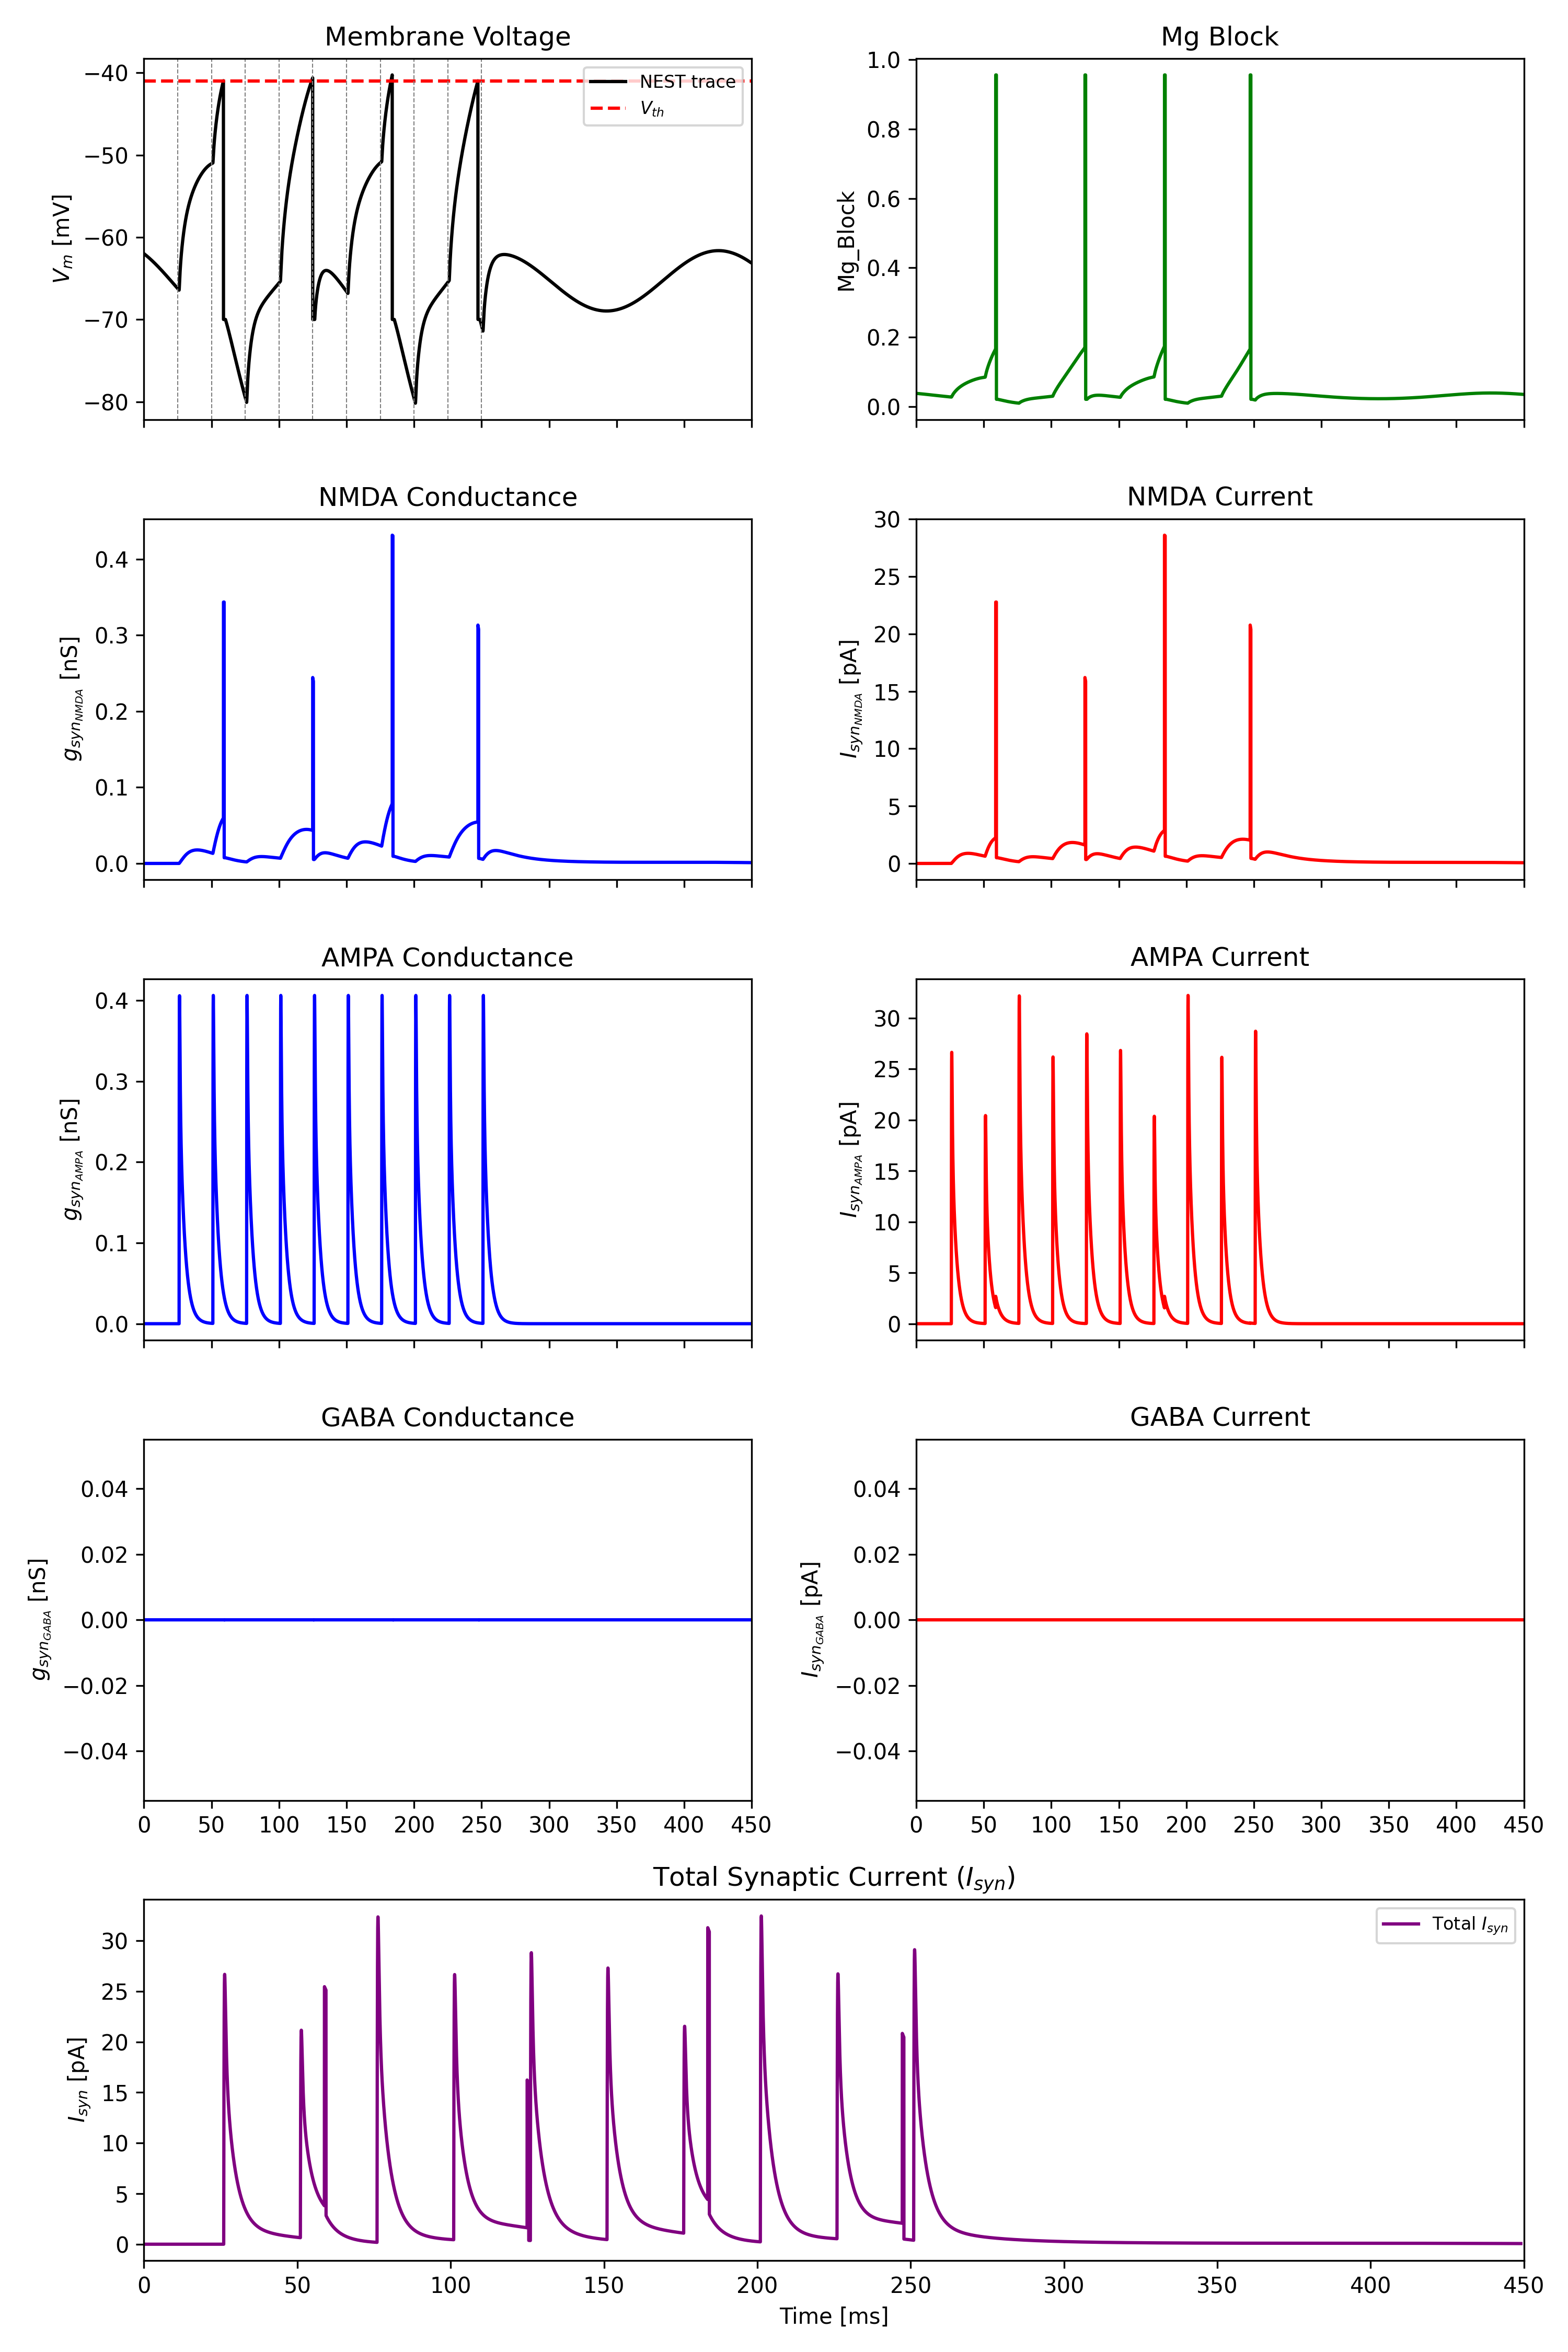 Membrane Voltage
−40
−50
−60
−70
−80
V_m [mV]
NEST trace
V_th
Mg Block
1.0
0.8
0.6
0.4
0.2
0.0
Mg_Block
NMDA Conductance
0.4
0.3
0.2
0.1
0.0
g_syn_NMDA [nS]
NMDA Current
30
25
20
15
10
5
0
I_syn_NMDA [pA]
AMPA Conductance
0.4
0.3
0.2
0.1
0.0
g_syn_AMPA [nS]
AMPA Current
30
25
20
15
10
5
0
I_syn_AMPA [pA]
GABA Conductance
0.04
0.02
0.00
−0.02
−0.04
g_syn_GABA [nS]
0 50 100 150 200 250 300 350 400 450
GABA Current
0.04
0.02
0.00
−0.02
−0.04
I_syn_GABA [pA]
0 50 100 150 200 250 300 350 400 450
Total Synaptic Current (I_syn)
30
25
20
15
10
5
0
I_syn [pA]
Total I_syn
0 50 100 150 200 250 300 350 400 450
Time [ms]